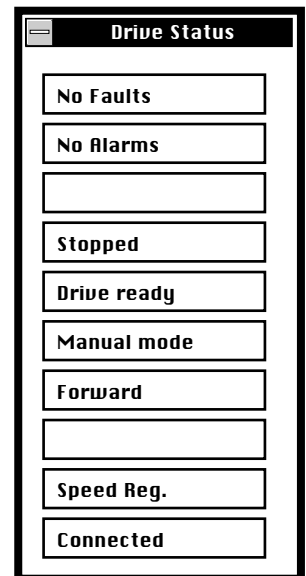 Drive Status
No Faults
No Alarms
Stopped
Drive ready
Manual mode
Forward
Speed Reg.
Connected